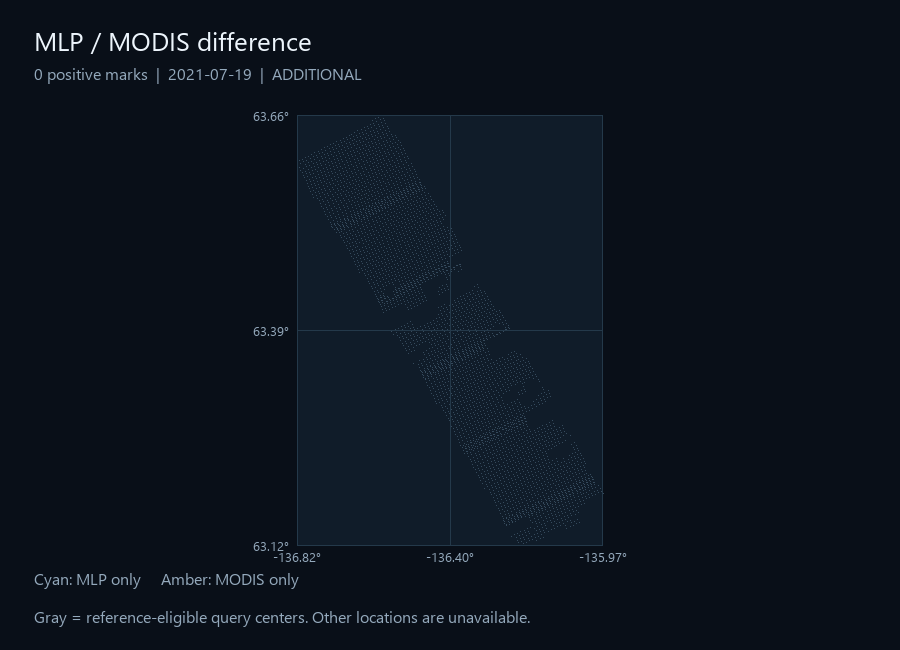 MLP / MODIS difference
0 positive marks | 2021-07-19 | ADDITIONAL
63.66°
63.39°
63.12°
-136.82° -136.40° -135.97°
Cyan: MLP only Amber: MODIS only
Gray = reference-eligible query centers. Other locations are unavailable.